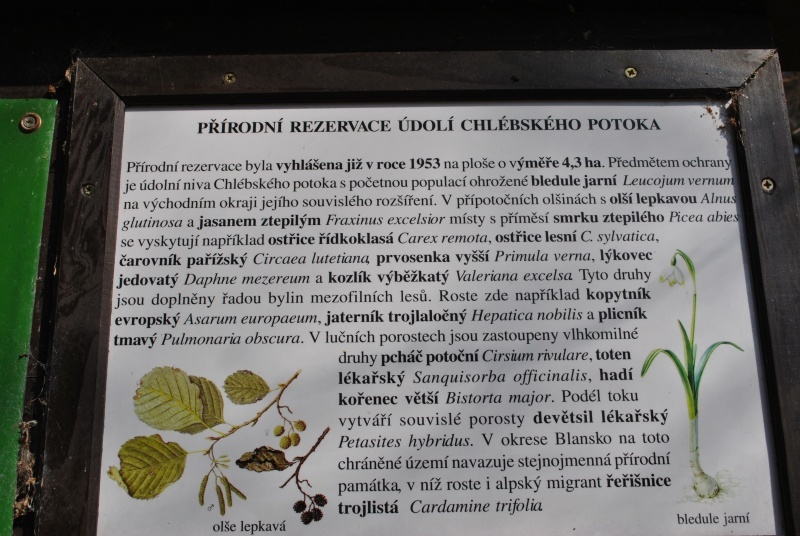 PŘÍRODNÍ REZERVACE ÚDOLÍ CHLÉBSKÉHO POTOKA
Přírodní rezervace byla vyhlášena již v roce 1953 na ploše o výměře 4,3 ha. Předmětem ochrany
je údolní niva Chlébského potoka s početnou populací ohrožené bledule jarní Leucojum vernum
na východním okraji jejího souvislého rozšíření. V přípotočních olšinách s olší lepkavou Alnus
glutinosa a jasanem ztepilým Fraxinus excelsior místy s příměsí smrku ztepilého Picea abies
se vyskytují například ostřice řídkoklasá Carex remota, ostřice lesní C. sylvatica,
čarovník pařížský Circaea lutetiana, prvosenka vyšší Primula verna, lýkovec
jedovatý Daphne mezereum a kozlík výběžkatý Valeriana excelsa. Tyto druhy
jsou doplněny řadou bylin mezofilních lesů. Roste zde například kopytník
evropský Asarum europaeum, jaterník trojlaločný Hepatica nobilis a plicník
tmavý Pulmonaria obscura. V lučních porostech jsou zastoupeny vlhkomilné
druhy pcháč potoční Cirsium rivulare, toten
lékařský Sanquisorba officinalis, hadí
kořenec větší Bistorta major. Podél toku
vytváří souvislé porosty devětsil lékařský
Petasites hybridus. V okrese Blansko na toto
chráněné území navazuje stejnojmenná přírodní
památka, v níž roste i alpský migrant řeřišnice
trojlistá Cardamine trifolia.
olše lepkavá
bledule jarní